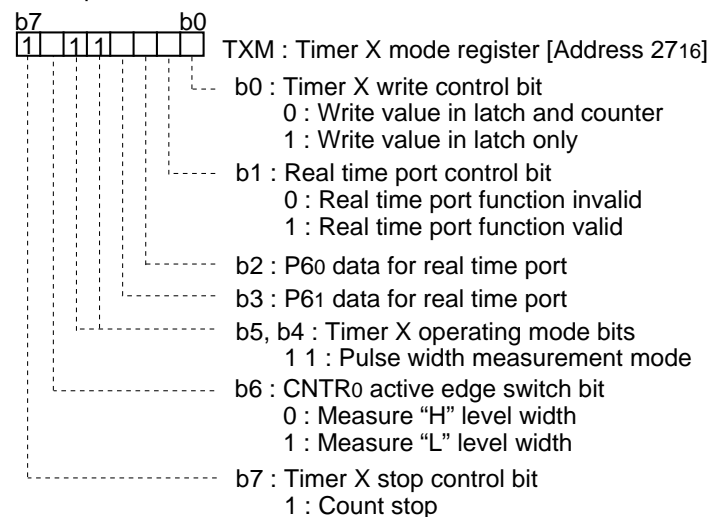 b7 b0
1 1 1 TXM : Timer X mode register [Address 2716]
b0 : Timer X write control bit
0 : Write value in latch and counter
1 : Write value in latch only
b1 : Real time port control bit
0 : Real time port function invalid
1 : Real time port function valid
b2 : P60 data for real time port
b3 : P61 data for real time port
b5, b4 : Timer X operating mode bits
1 1 : Pulse width measurement mode
b6 : CNTR0 active edge switch bit
0 : Measure “H” level width
1 : Measure “L” level width
b7 : Timer X stop control bit
1 : Count stop